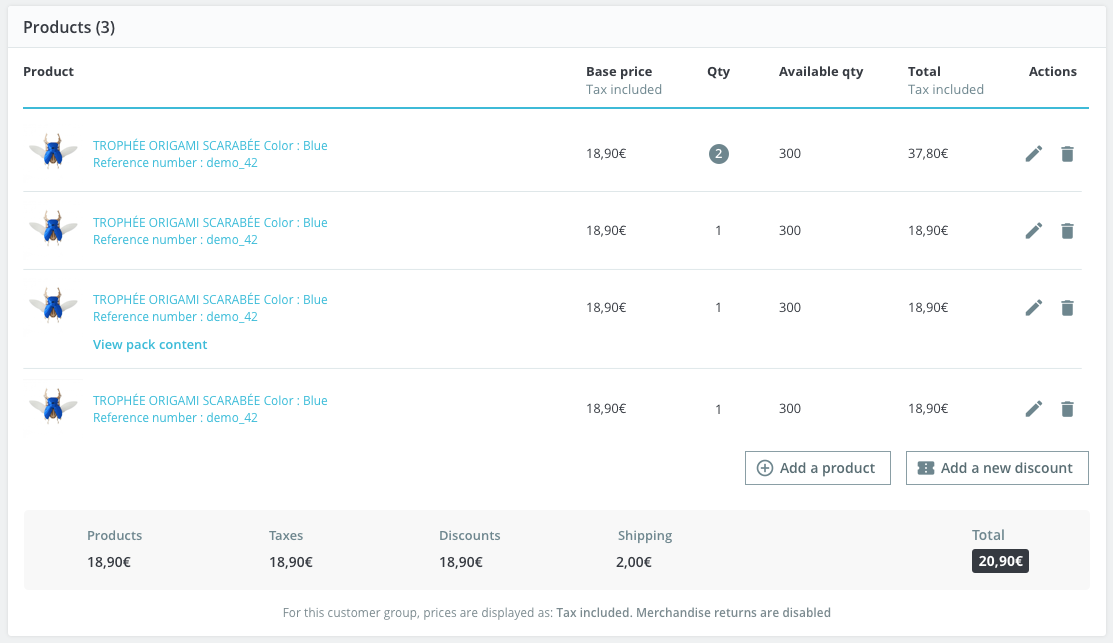 Products (3)
Product Base price Qty Available qty Total Actions
Tax included Tax included
TROPHÉE ORIGAMI SCARABÉE Color : Blue
Reference number : demo_42
18,90€ 2 300 37,80€
TROPHÉE ORIGAMI SCARABÉE Color : Blue
Reference number : demo_42
18,90€ 1 300 18,90€
TROPHÉE ORIGAMI SCARABÉE Color : Blue
Reference number : demo_42
18,90€ 1 300 18,90€
View pack content
TROPHÉE ORIGAMI SCARABÉE Color : Blue
Reference number : demo_42
18,90€ 1 300 18,90€
Add a product Add a new discount
Products Taxes Discounts Shipping Total
18,90€ 18,90€ 18,90€ 2,00€ 20,90€
For this customer group, prices are displayed as: Tax included. Merchandise returns are disabled